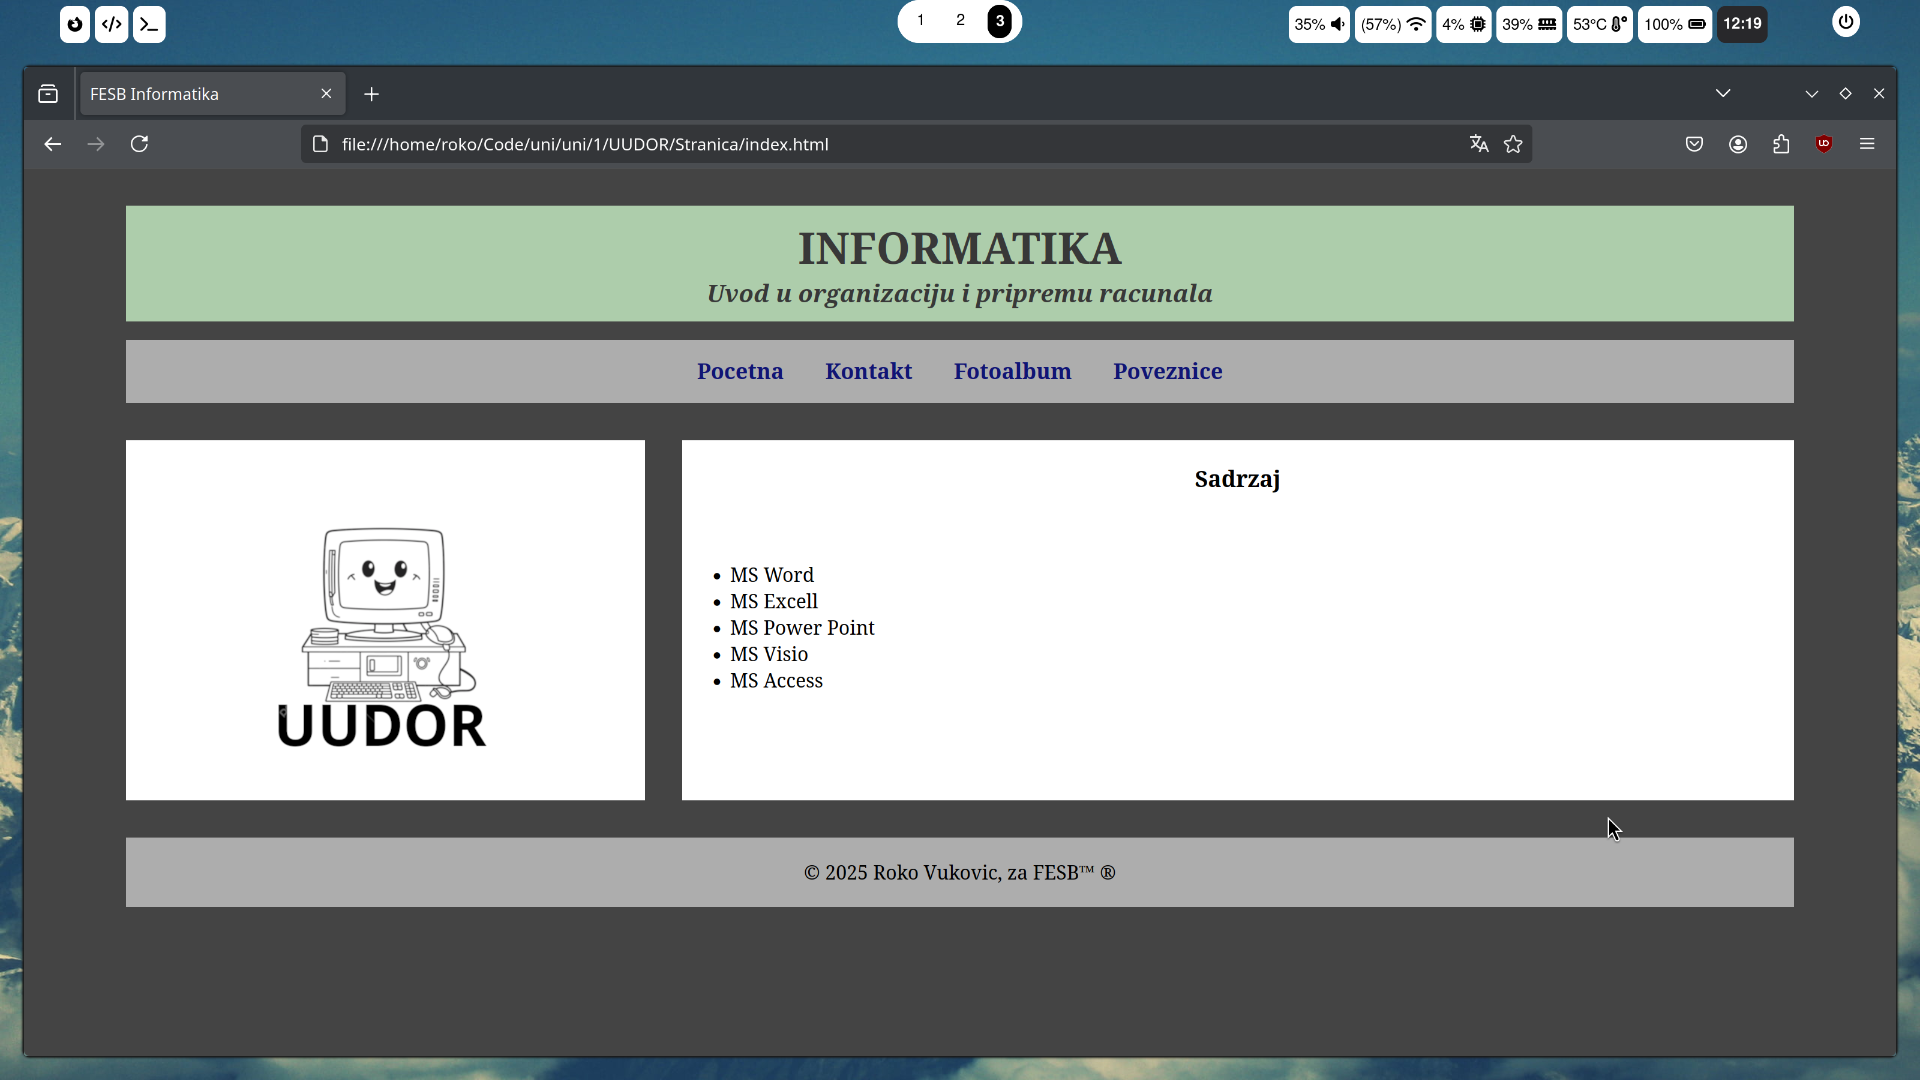 1 2 3
35% (57%) 4% 39% 53°C 100% 12:19
FESB Informatika
file:///home/roko/Code/uni/uni/1/UUDOR/Stranica/index.html
INFORMATIKA
Uvod u organizaciju i pripremu racunala
Pocetna Kontakt Fotoalbum Poveznice
UUDOR
Sadrzaj
• MS Word
• MS Excell
• MS Power Point
• MS Visio
• MS Access
© 2025 Roko Vukovic, za FESB™ ®